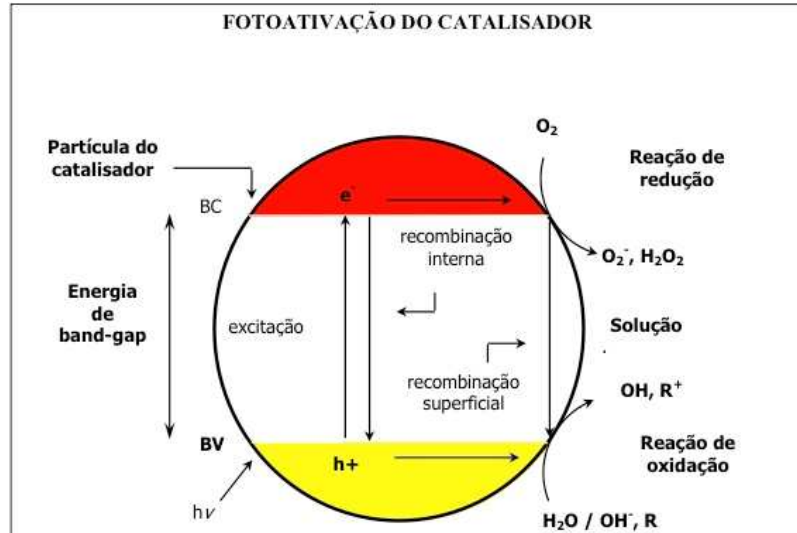 FOTOATIVAÇÃO DO CATALISADOR
O₂
Partícula do
catalisador
Reação de
redução
e⁻
BC
recombinação
interna
O₂⁻, H₂O₂
Energia
de
band-gap
excitação
Solução
.
recombinação
superficial
OH, R⁺
BV
h+
Reação de
oxidação
hν
H₂O / OH⁻, R